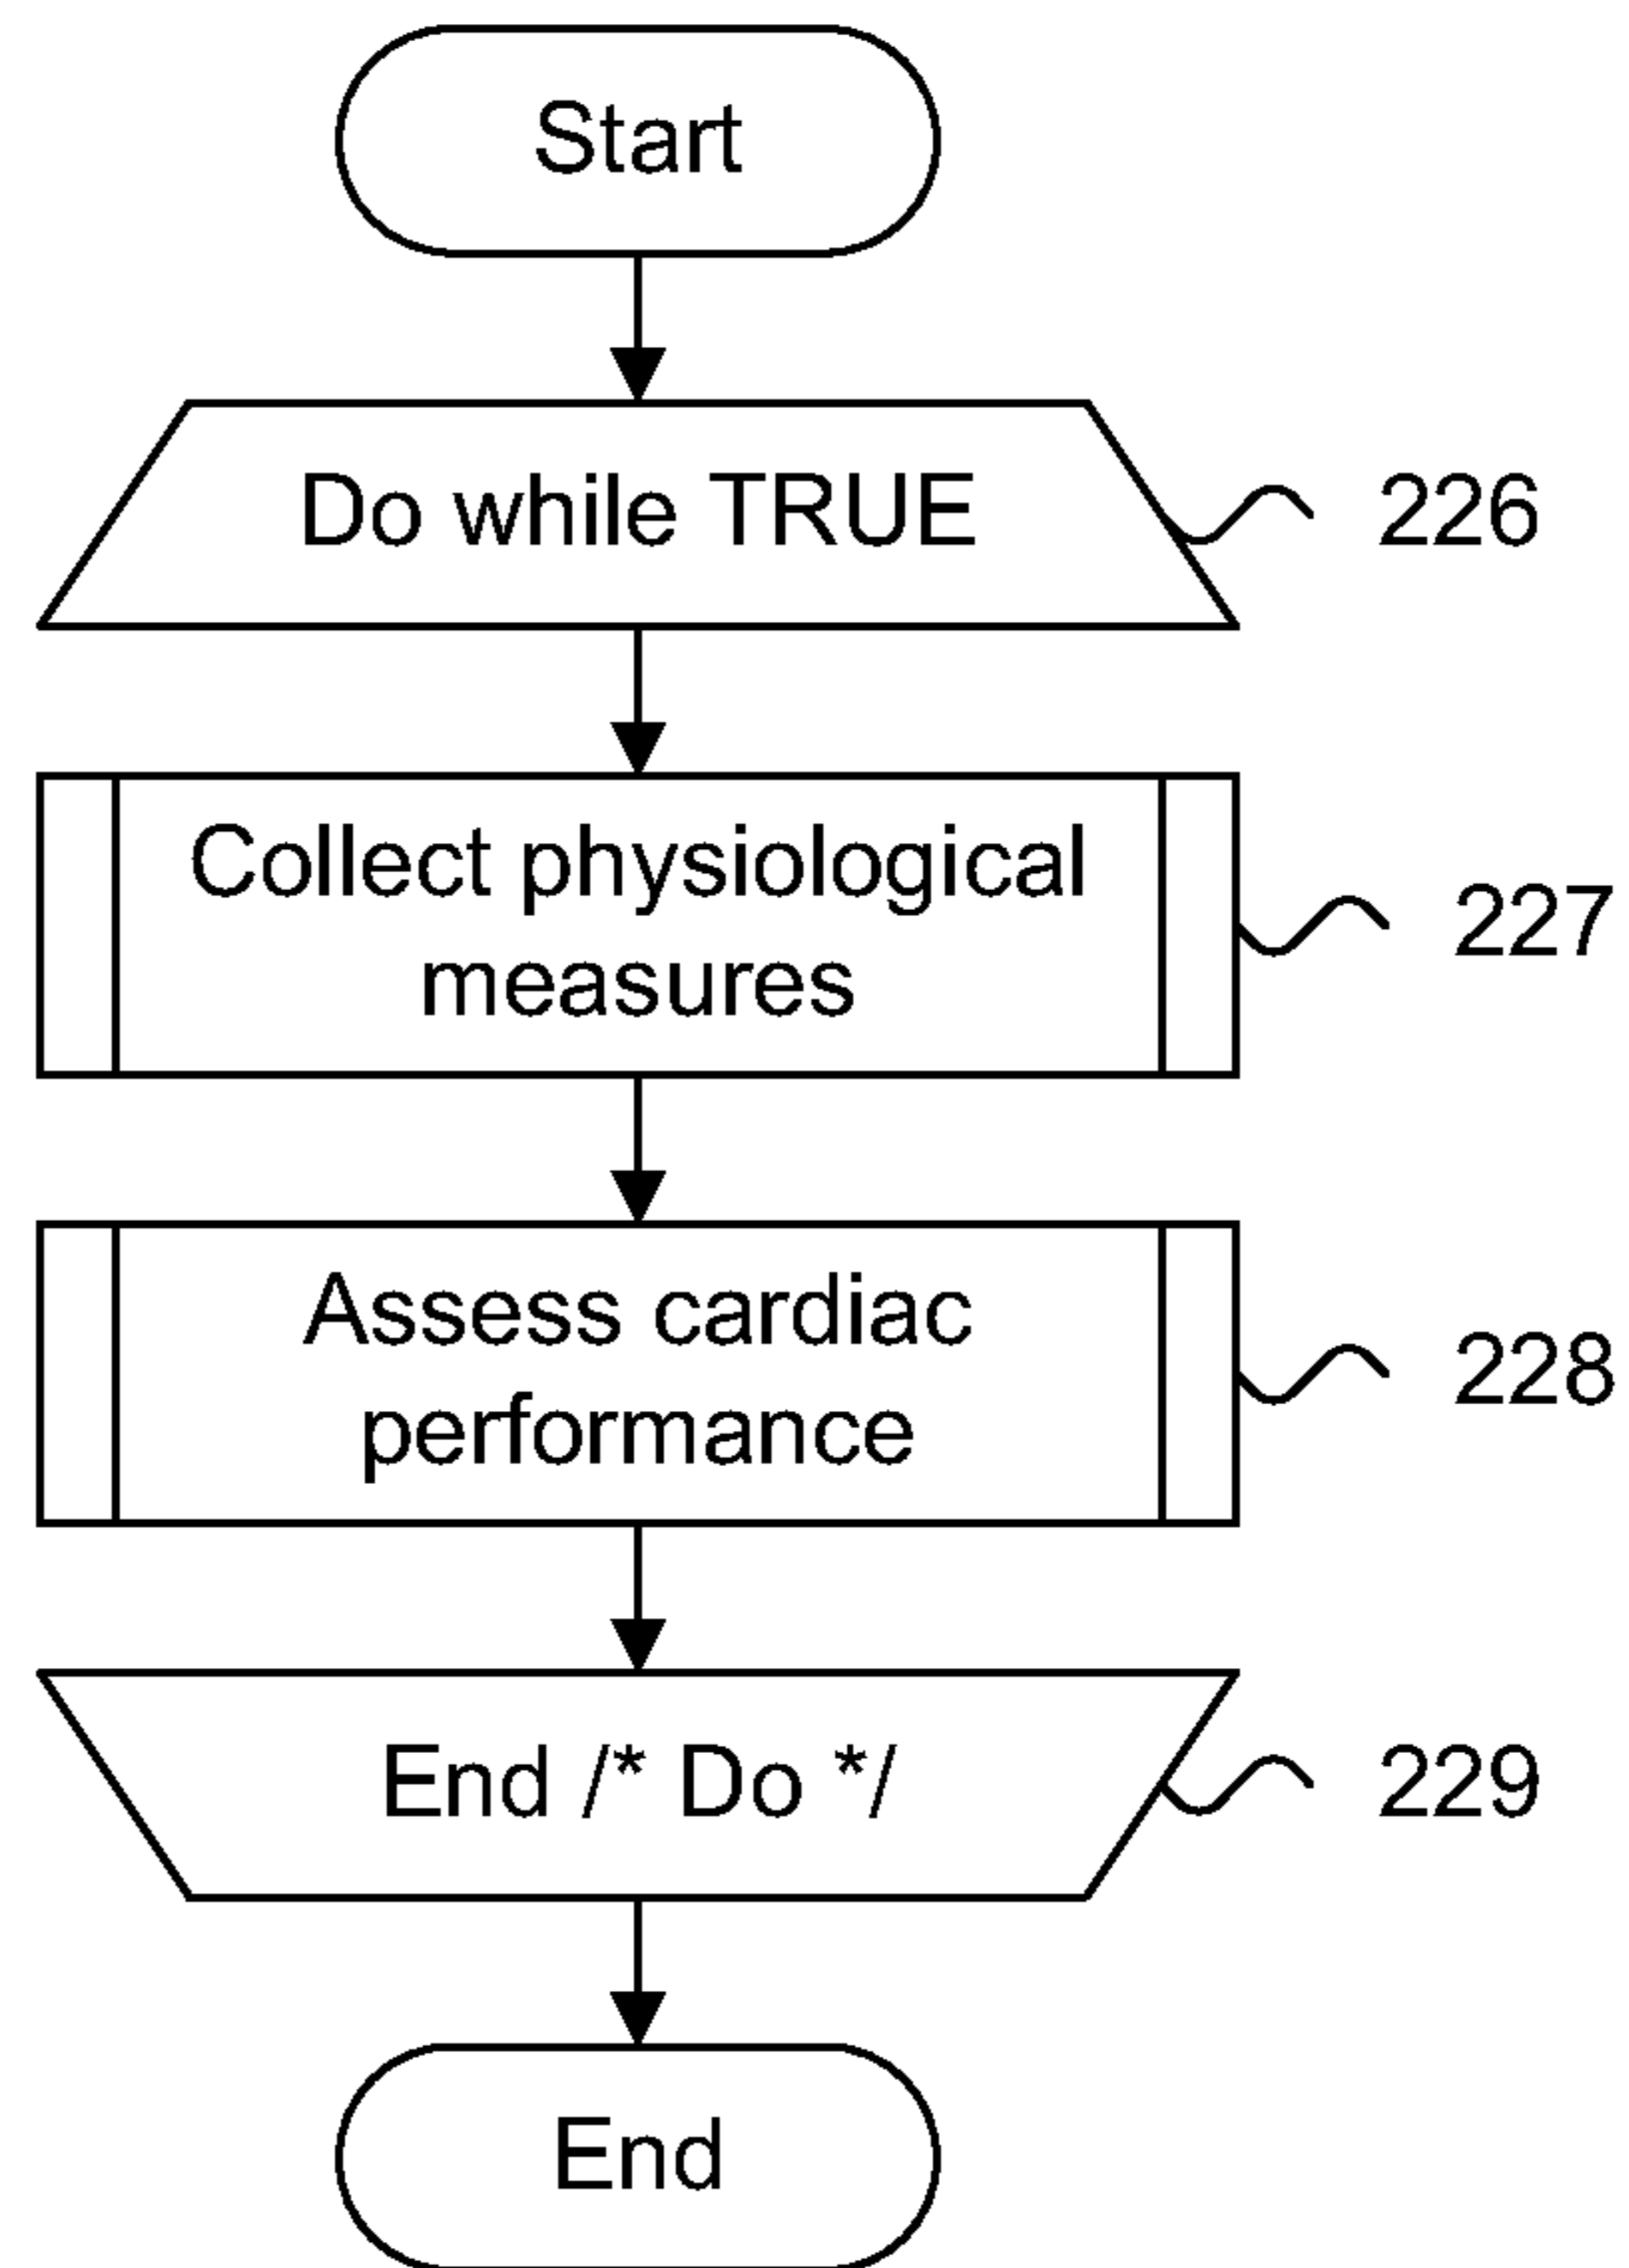 Start
Do while TRUE
226
Collect physiological
measures
227
Assess cardiac
performance
228
End /* Do */
229
End